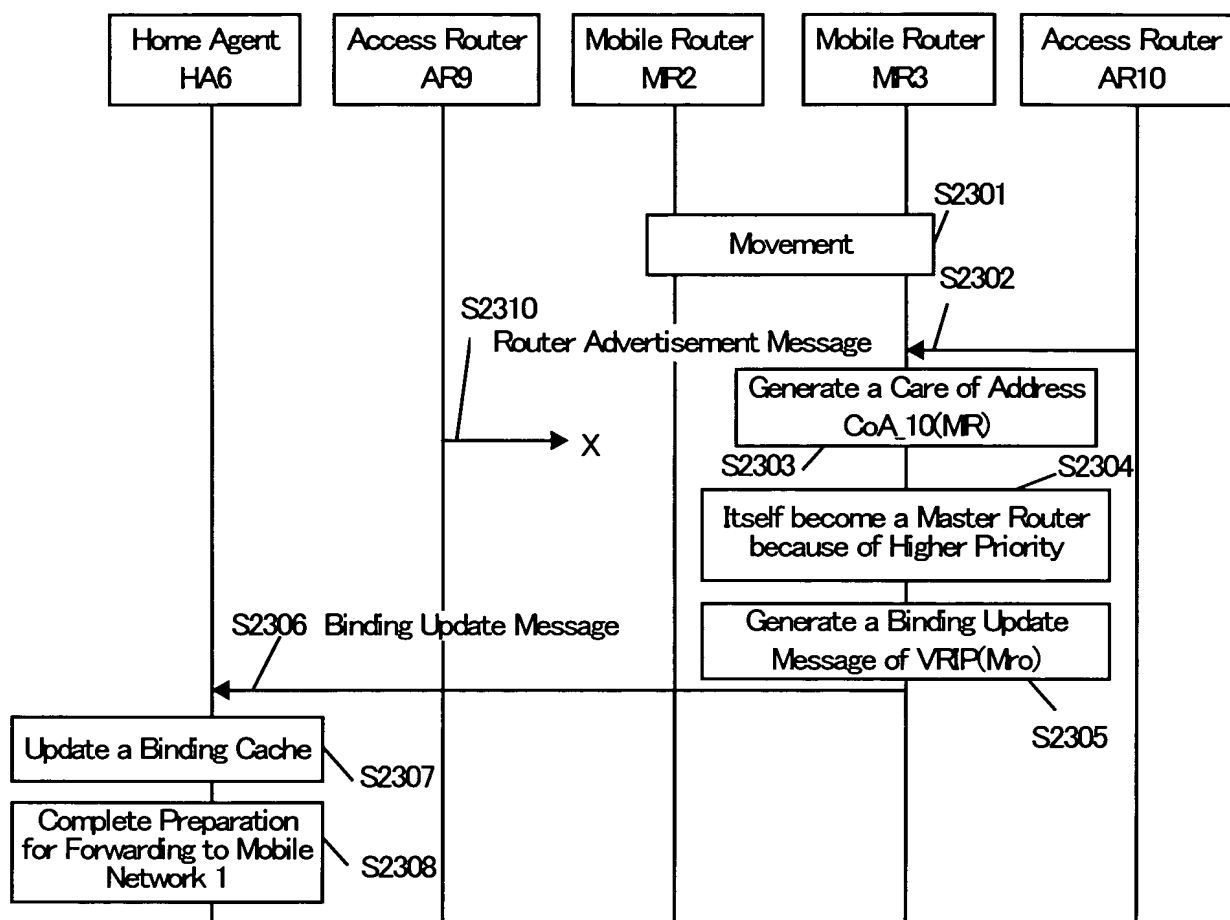 Home Agent
HA6
Access Router
AR9
Mobile Router
MR2
Mobile Router
MR3
Access Router
AR10
S2301
Movement
S2302
S2310
Router Advertisement Message
Generate a Care of Address
CoA_10(MR)
X
S2303
S2304
Itself become a Master Router
because of Higher Priority
S2306 Binding Update Message
Generate a Binding Update
Message of VRIP(Mro)
S2305
Update a Binding Cache
S2307
Complete Preparation
for Forwarding to Mobile
Network 1
S2308